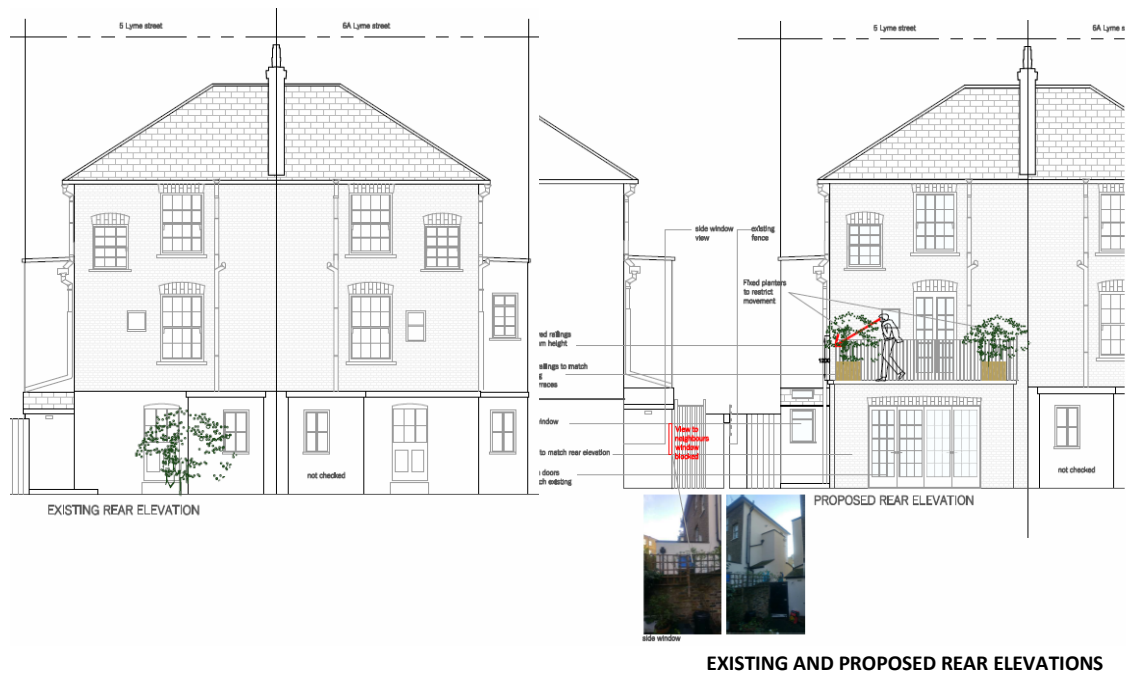 5 Lyme street
6A Lyme street
not checked
EXISTING REAR ELEVATION
side window
view
existing
fence
Fixed planters
to restrict
movement
ed railings
m height
ailings to match
g
rraces
indow
to match rear elevation
doors
ch existing
View to
neighbours
window
blocked
side window
5 Lyme street
6A Lyme s
not checked
PROPOSED REAR ELEVATION
EXISTING AND PROPOSED REAR ELEVATIONS